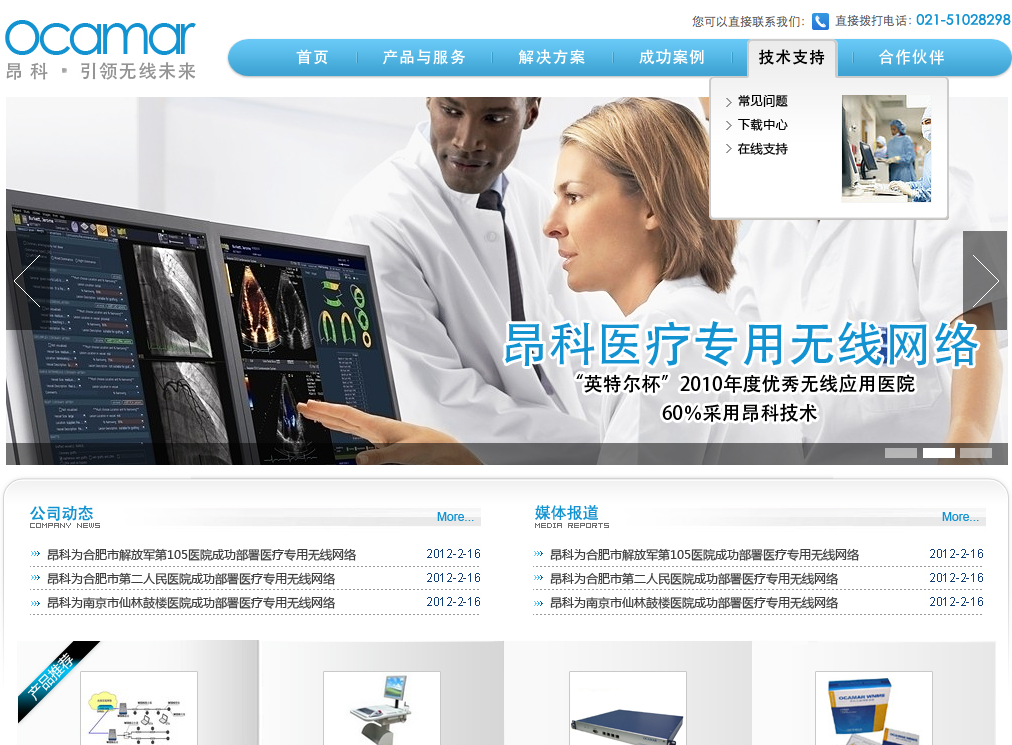 ocamar
昂科 · 引领无线未来
您可以直接联系我们： 直接拨打电话：021-51028298
首页 产品与服务 解决方案 成功案例 技术支持 合作伙伴
常见问题
下载中心
在线支持
昂科医疗专用无线网络
“英特尔杯”2010年度优秀无线应用医院
60%采用昂科技术
公司动态
COMPANY NEWS
More...
昂科为合肥市解放军第105医院成功部署医疗专用无线网络 2012-2-16
昂科为合肥市第二人民医院成功部署医疗专用无线网络 2012-2-16
昂科为南京市仙林鼓楼医院成功部署医疗专用无线网络 2012-2-16
媒体报道
MEDIA REPORTS
More...
昂科为合肥市解放军第105医院成功部署医疗专用无线网络 2012-2-16
昂科为合肥市第二人民医院成功部署医疗专用无线网络 2012-2-16
昂科为南京市仙林鼓楼医院成功部署医疗专用无线网络 2012-2-16
产品推荐
OCAMAR WNMS